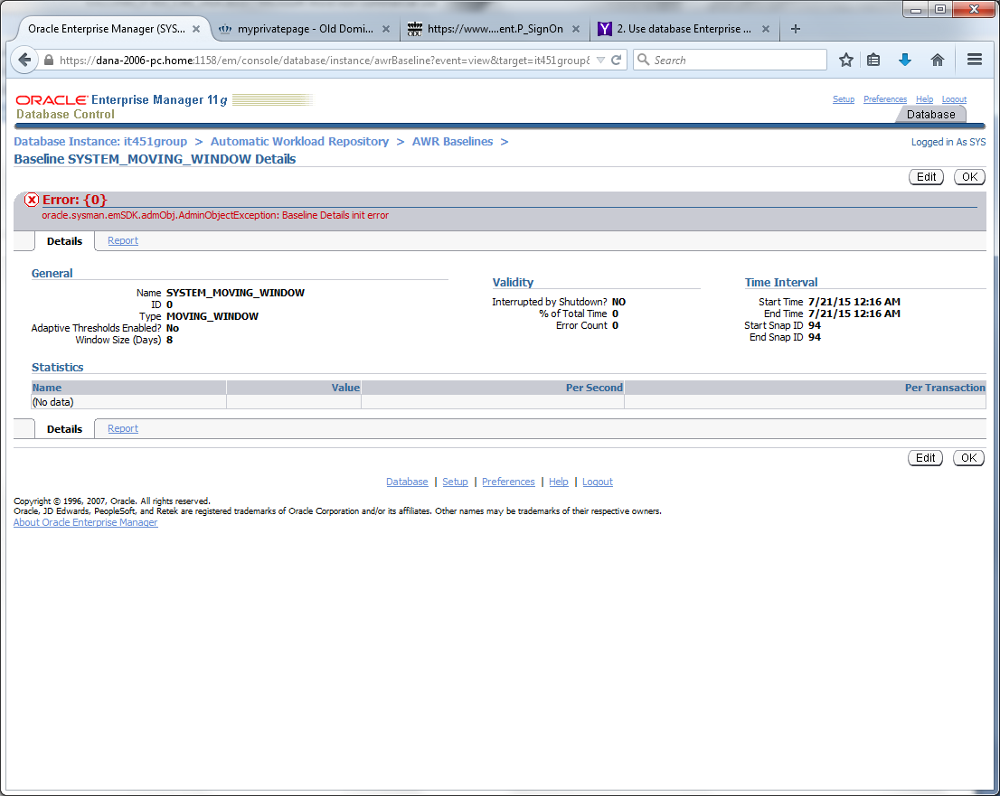 Oracle Enterprise Manager (SYS...
myprivatepage - Old Domi...
https://www....ent.P_SignOn
2. Use database Enterprise ...
https://dana-2006-pc.home:1158/em/console/database/instance/awrBaseline?event=view&target=it451group&
Search
ORACLE Enterprise Manager 11g
Database Control
Setup Preferences Help Logout
Database
Database Instance: it451group > Automatic Workload Repository > AWR Baselines >
Logged in As SYS
Baseline SYSTEM_MOVING_WINDOW Details
Edit OK
Error: {0}
oracle.sysman.emSDK.admObj.AdminObjectException: Baseline Details init error
Details Report
General
Name SYSTEM_MOVING_WINDOW
ID 0
Type MOVING_WINDOW
Adaptive Thresholds Enabled? No
Window Size (Days) 8
Validity
Interrupted by Shutdown? NO
% of Total Time 0
Error Count 0
Time Interval
Start Time 7/21/15 12:16 AM
End Time 7/21/15 12:16 AM
Start Snap ID 94
End Snap ID 94
Statistics
Name Value Per Second Per Transaction
(No data)
Details Report
Edit OK
Database | Setup | Preferences | Help | Logout
Copyright © 1996, 2007, Oracle. All rights reserved.
Oracle, JD Edwards, PeopleSoft, and Retek are registered trademarks of Oracle Corporation and/or its affiliates. Other names may be trademarks of their respective owners.
About Oracle Enterprise Manager